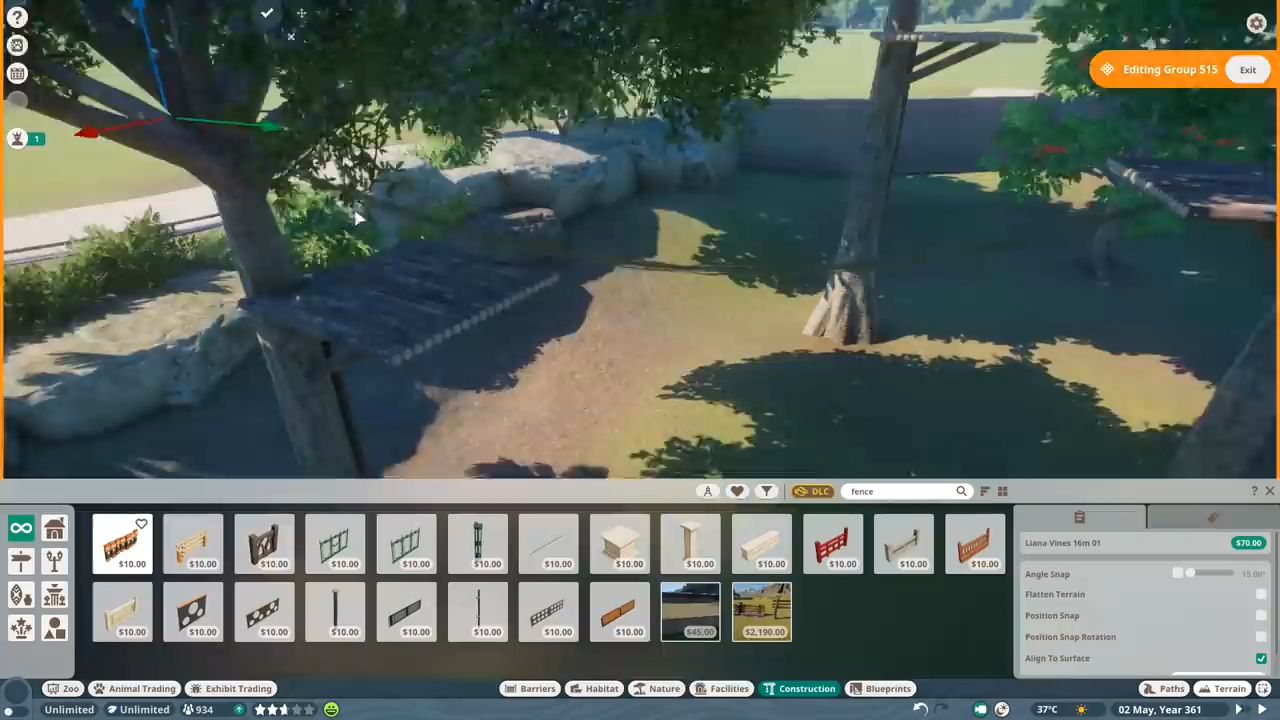 ?
Editing Group 515
Exit
1
DLC
fence
? ×
$10.00 $10.00 $10.00 $10.00 $10.00 $10.00 $10.00 $10.00 $10.00 $10.00 $10.00 $10.00 $10.00
$10.00 $10.00 $10.00 $10.00 $10.00 $10.00 $10.00 $10.00 $45.00 $2,190.00
Liana Vines 16m 01 $70.00
Angle Snap 15.00°
Flatten Terrain
Position Snap
Position Snap Rotation
Align To Surface
Zoo Animal Trading Exhibit Trading Barriers Habitat Nature Facilities Construction Blueprints Paths Terrain
Unlimited Unlimited 934 37°C 02 May, Year 361